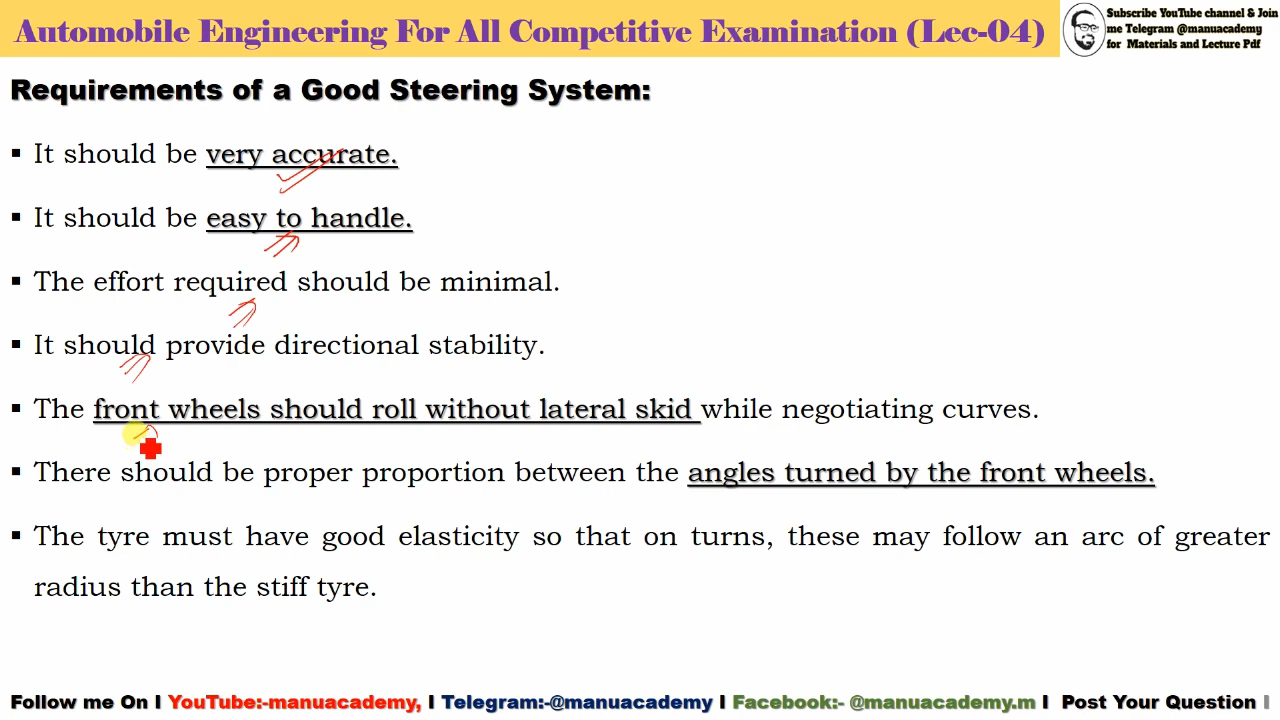 Automobile Engineering For All Competitive Examination (Lec-04)
Subscribe YouTube channel & Join
me Telegram @manuacademy
for Materials and Lecture Pdf
Requirements of a Good Steering System:
▪ It should be very accurate.
▪ It should be easy to handle.
▪ The effort required should be minimal.
▪ It should provide directional stability.
▪ The front wheels should roll without lateral skid while negotiating curves.
▪ There should be proper proportion between the angles turned by the front wheels.
▪ The tyre must have good elasticity so that on turns, these may follow an arc of greater
radius than the stiff tyre.
Follow me On I YouTube:-manuacademy, I Telegram:-@manuacademy I Facebook:- @manuacademy.m I Post Your Question I